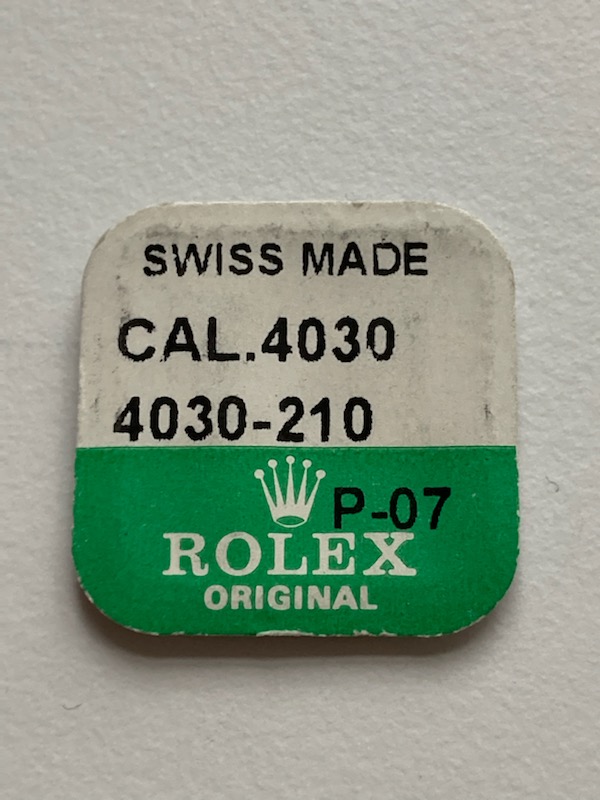 SWISS MADE
CAL.4030
4030-210
P-07
ROLEX
ORIGINAL